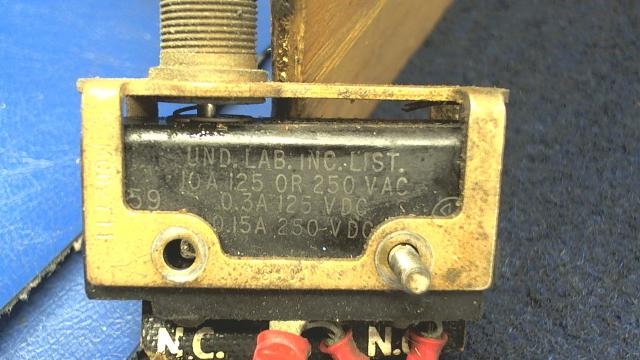 UND. LAB. INC. LIST.
10A 125 OR 250 VAC
59 0.3A 125 VDC
0.15A 250-VDC
N.C. N.